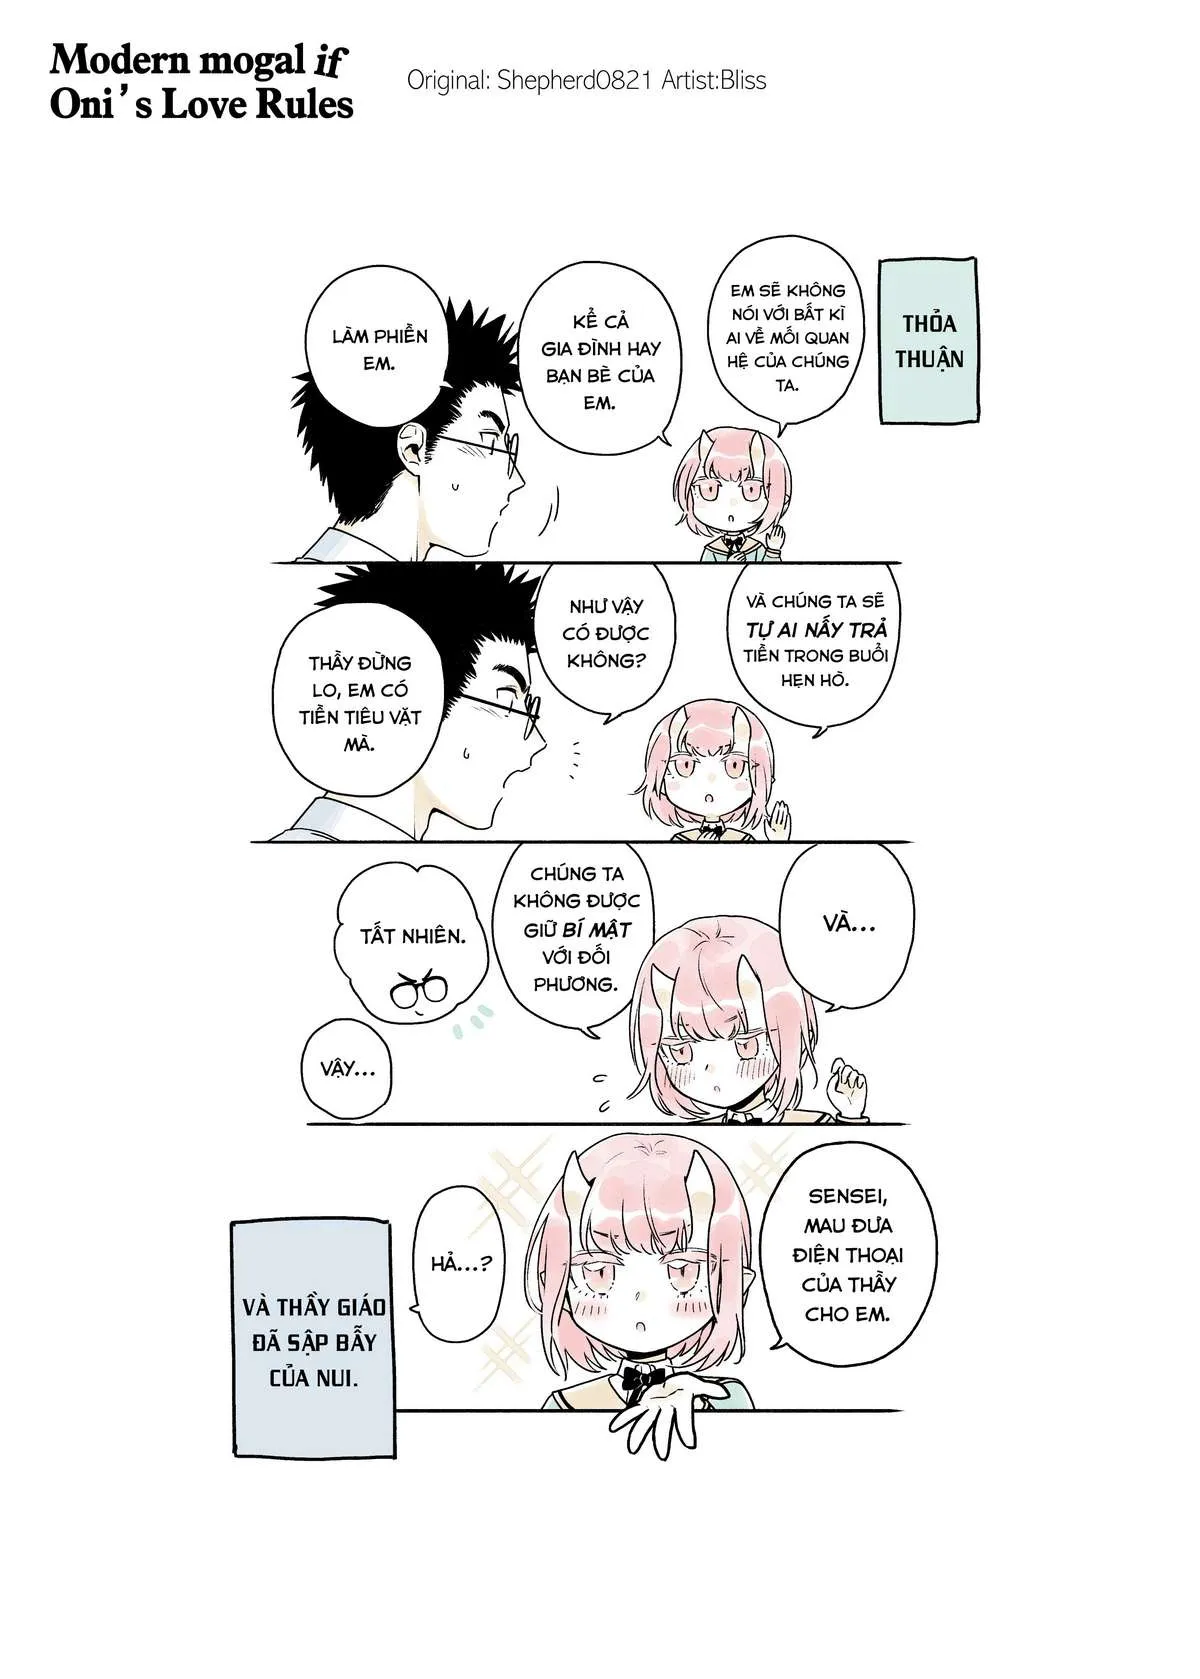 Modern mogal if
Oni's Love Rules
Original: Shepherd0821 Artist:Bliss
THỎA
THUẬN
EM SẼ KHÔNG
NÓI VỚI BẤT KÌ
AI VỀ MỐI QUAN
HỆ CỦA CHÚNG
TA.
KỂ CẢ
GIA ĐÌNH HAY
BẠN BÈ CỦA
EM.
LÀM PHIỀN
EM.
VÀ CHÚNG TA SẼ
TỰ AI NẤY TRẢ
TIỀN TRONG BUỔI
HẸN HÒ.
NHƯ VẬY
CÓ ĐƯỢC
KHÔNG?
THẦY ĐỪNG
LO, EM CÓ
TIỀN TIÊU VẶT
MÀ.
VÀ...
CHÚNG TA
KHÔNG ĐƯỢC
GIỮ BÍ MẬT
VỚI ĐỐI
PHƯƠNG.
TẤT NHIÊN.
VẬY...
SENSEI,
MAU ĐƯA
ĐIỆN THOẠI
CỦA THẦY
CHO EM.
HẢ...?
VÀ THẦY GIÁO
ĐÃ SẬP BẪY
CỦA NUI.